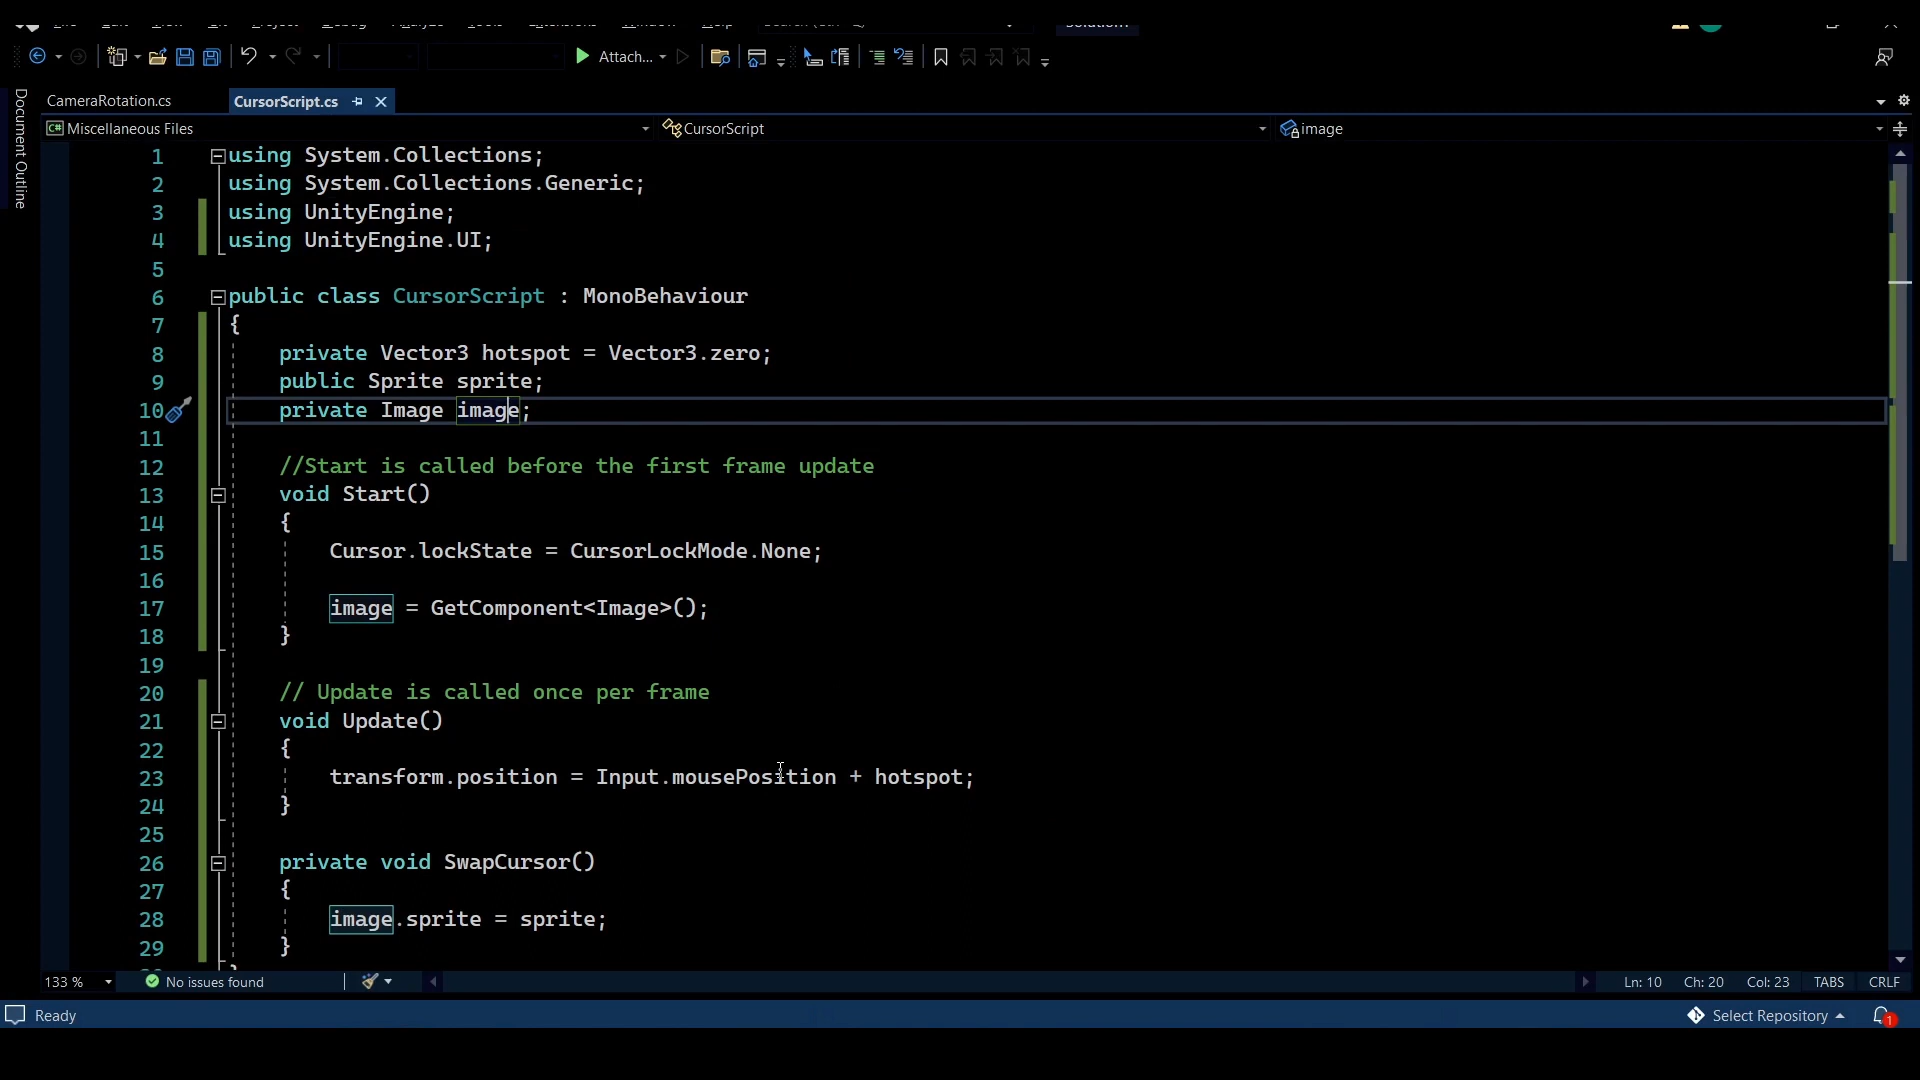 Attach...
Document Outline
CameraRotation.cs
CursorScript.cs
C# Miscellaneous Files
CursorScript
image
1 using System.Collections;
2 using System.Collections.Generic;
3 using UnityEngine;
4 using UnityEngine.UI;
5
6 public class CursorScript : MonoBehaviour
7 {
8 private Vector3 hotspot = Vector3.zero;
9 public Sprite sprite;
10 private Image image;
11
12 //Start is called before the first frame update
13 void Start()
14 {
15 Cursor.lockState = CursorLockMode.None;
16
17 image = GetComponent<Image>();
18 }
19
20 // Update is called once per frame
21 void Update()
22 {
23 transform.position = Input.mousePosition + hotspot;
24 }
25
26 private void SwapCursor()
27 {
28 image.sprite = sprite;
29 }
133 %
No issues found
Ln: 10 Ch: 20 Col: 23 TABS CRLF
Ready
Select Repository
1